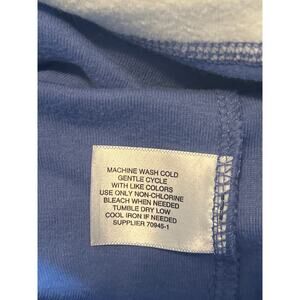 MACHINE WASH COLD
GENTLE CYCLE
WITH LIKE COLORS
USE ONLY NON-CHLORINE
BLEACH WHEN NEEDED
TUMBLE DRY LOW
COOL IRON IF NEEDED
SUPPLIER 70945-1